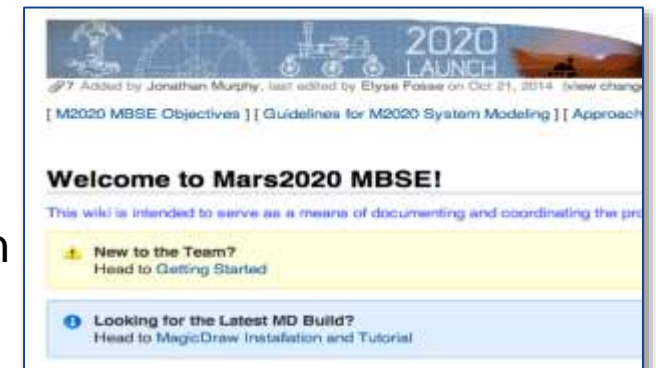 2020
LAUNCH
7 Added by Jonathan Murphy, last edited by Elyse Fosse on Oct 21, 2014 (view change
[ M2020 MBSE Objectives ] [ Guidelines for M2020 System Modeling ] [ Approach
Welcome to Mars2020 MBSE!
This wiki is intended to serve as a means of documenting and coordinating the pro
n
New to the Team?
Head to Getting Started
Looking for the Latest MD Build?
Head to MagicDraw Installation and Tutorial